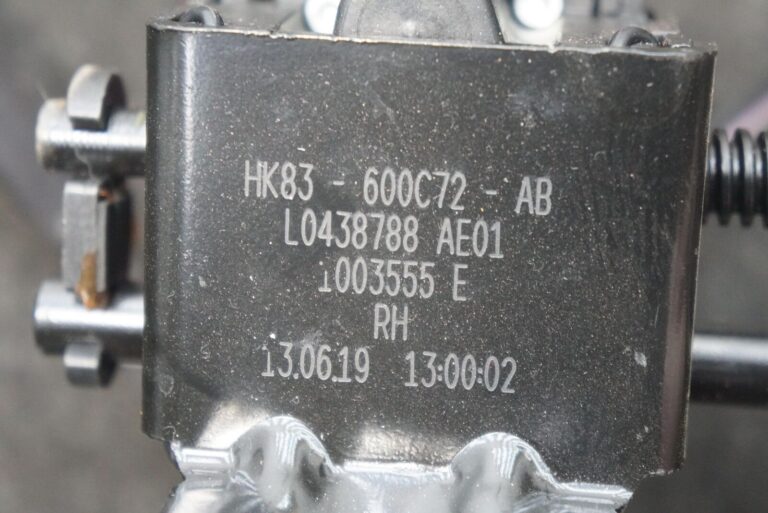 HK83 - 600C72 - AB
L0438788 AE01
1003555 E
RH
13.06.19 13:00:02